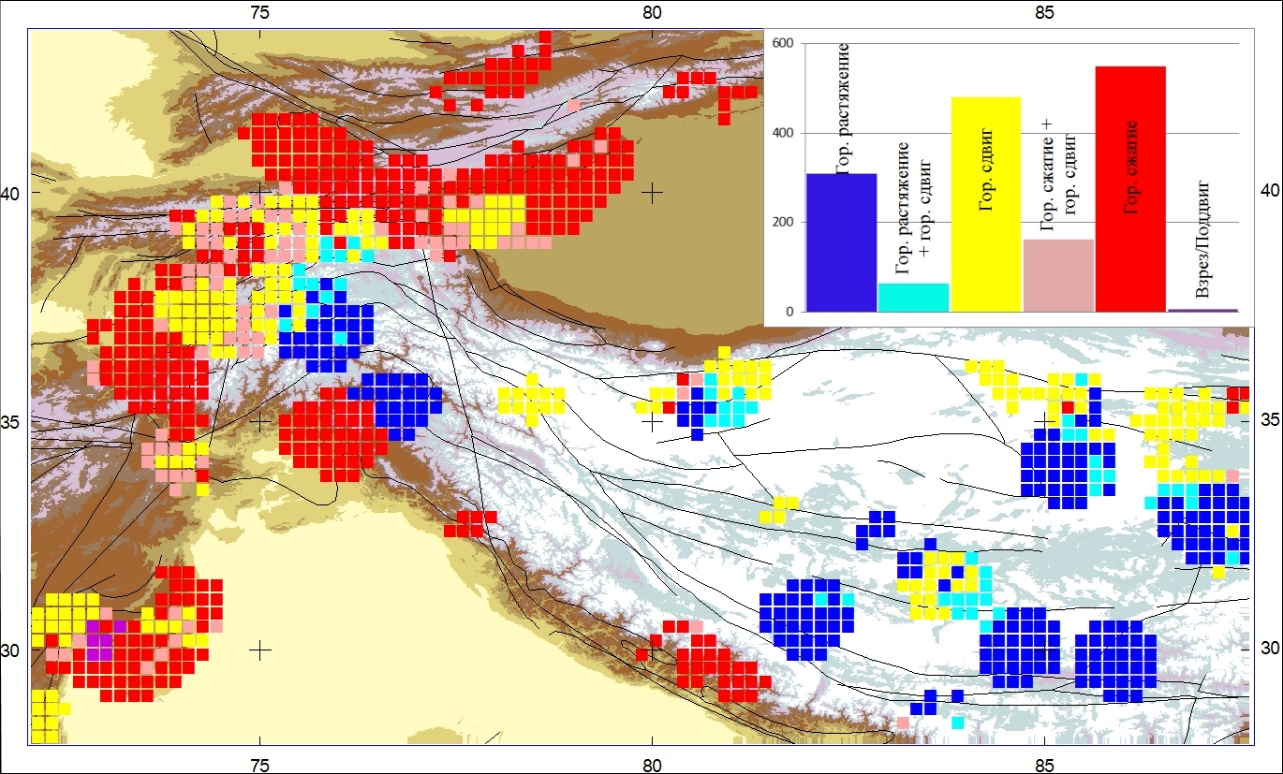 75
80
85
600
400
200
0
Гор. растяжение
Гор. растяжение
+ гор. сдвиг
Гор. сдвиг
Гор. сжатие +
гор. сдвиг
Гор. сжатие
Взрез/Поддвиг
40
40
35
35
30
30
75
80
85